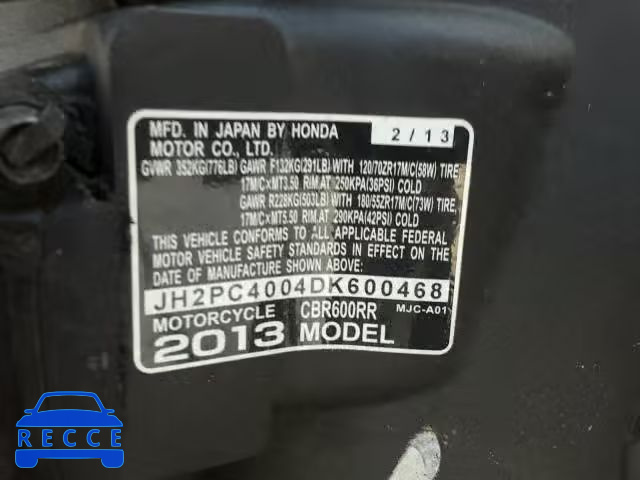 MFD. IN JAPAN BY HONDA 2/13
MOTOR CO., LTD.
GVWR 352KG(776LB) GAWR F132KG(291LB) WITH 120/70ZR17M/C(58W) TIRE,
17M/CxMT3.50 RIM.AT 250KPA(36PSI) COLD
GAWR R228KG(503LB) WITH 180/55ZR17M/C(73W) TIRE,
17M/CxMT5.50 RIM.AT 290KPA(42PSI) COLD
THIS VEHICLE CONFORMS TO ALL APPLICABLE FEDERAL
MOTOR VEHICLE SAFETY STANDARDS IN EFFECT ON THE
DATE OF MANUFACTURE SHOWN ABOVE.
JH2PC4004DK600468
MOTORCYCLE CBR600RR MJC-A01
2013 MODEL
RECCE